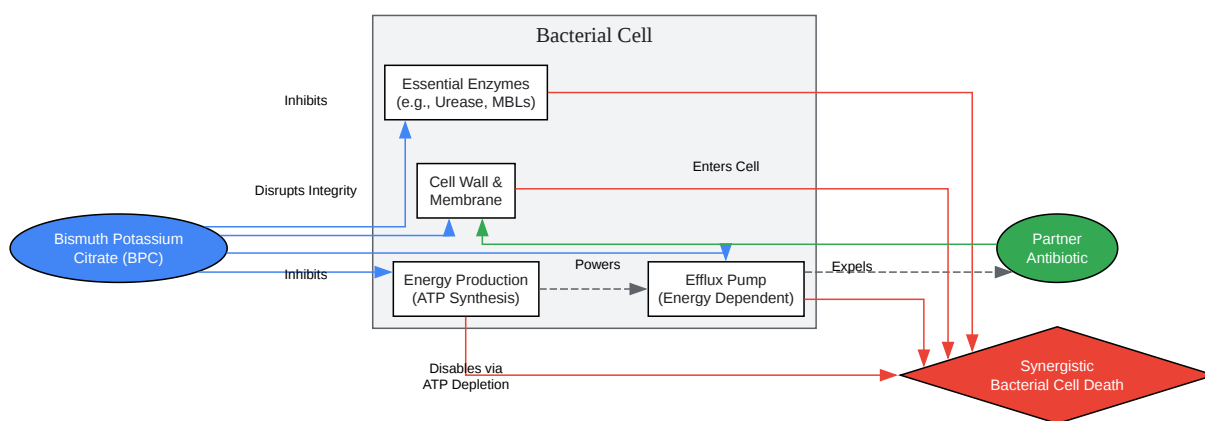 Bacterial Cell
Essential Enzymes
(e.g., Urease, MBLs)
Inhibits
Enters Cell
Disrupts Integrity
Cell Wall &
Membrane
Bismuth Potassium
Citrate (BPC)
Partner
Antibiotic
Inhibits
Energy Production
(ATP Synthesis)
Powers
Efflux Pump
(Energy Dependent)
Expels
Disables via
ATP Depletion
Synergistic
Bacterial Cell Death